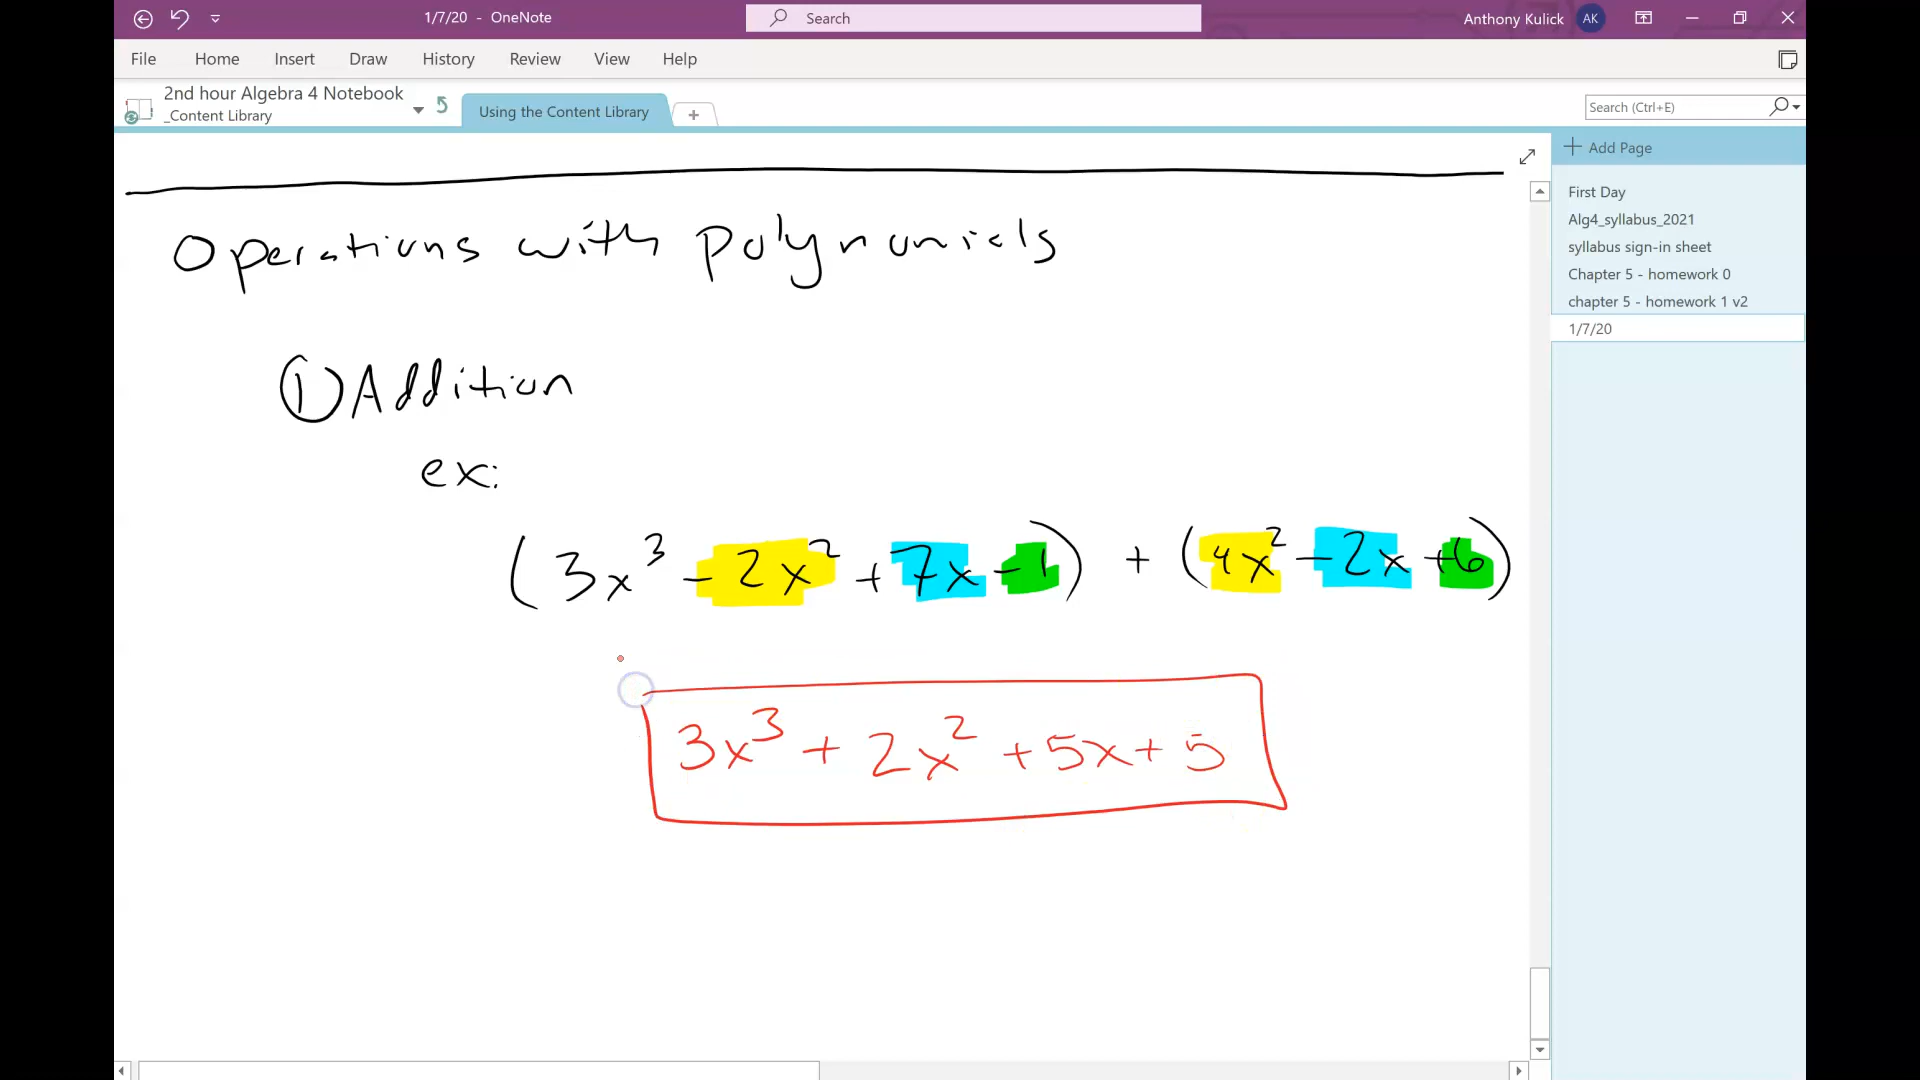 1/7/20 - OneNote
Search
Anthony Kulick
AK
File Home Insert Draw History Review View Help
2nd hour Algebra 4 Notebook
_Content Library
Using the Content Library
+
Search (Ctrl+E)
Add Page
First Day
Alg4_syllabus_2021
syllabus sign-in sheet
Chapter 5 - homework 0
chapter 5 - homework 1 v2
1/7/20
Operations with polynomials
① Addition
ex:
(3x³ - 2x² + 7x - 1) + (4x² - 2x + 6)
3x³ + 2x² + 5x + 5